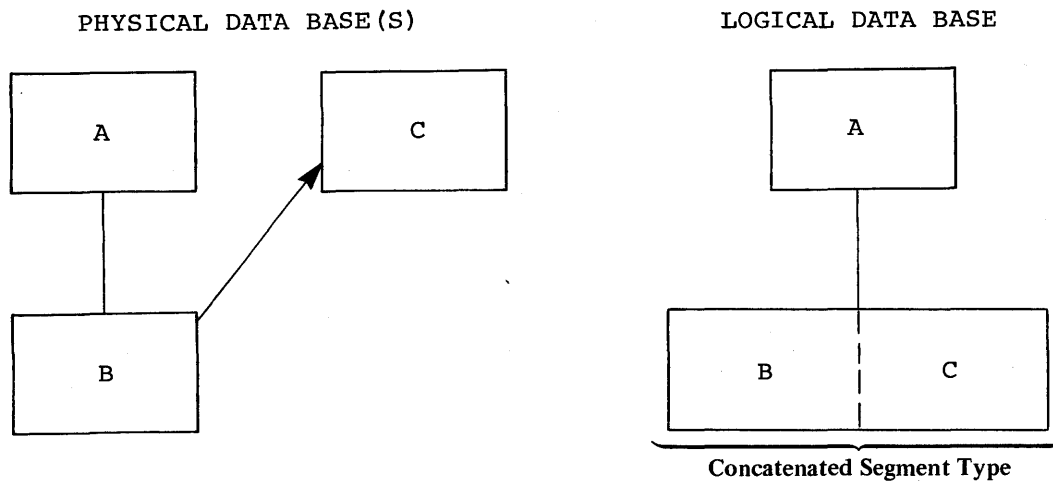 PHYSICAL DATA BASE(S)
LOGICAL DATA BASE
A
C
A
B
B
C
Concatenated Segment Type